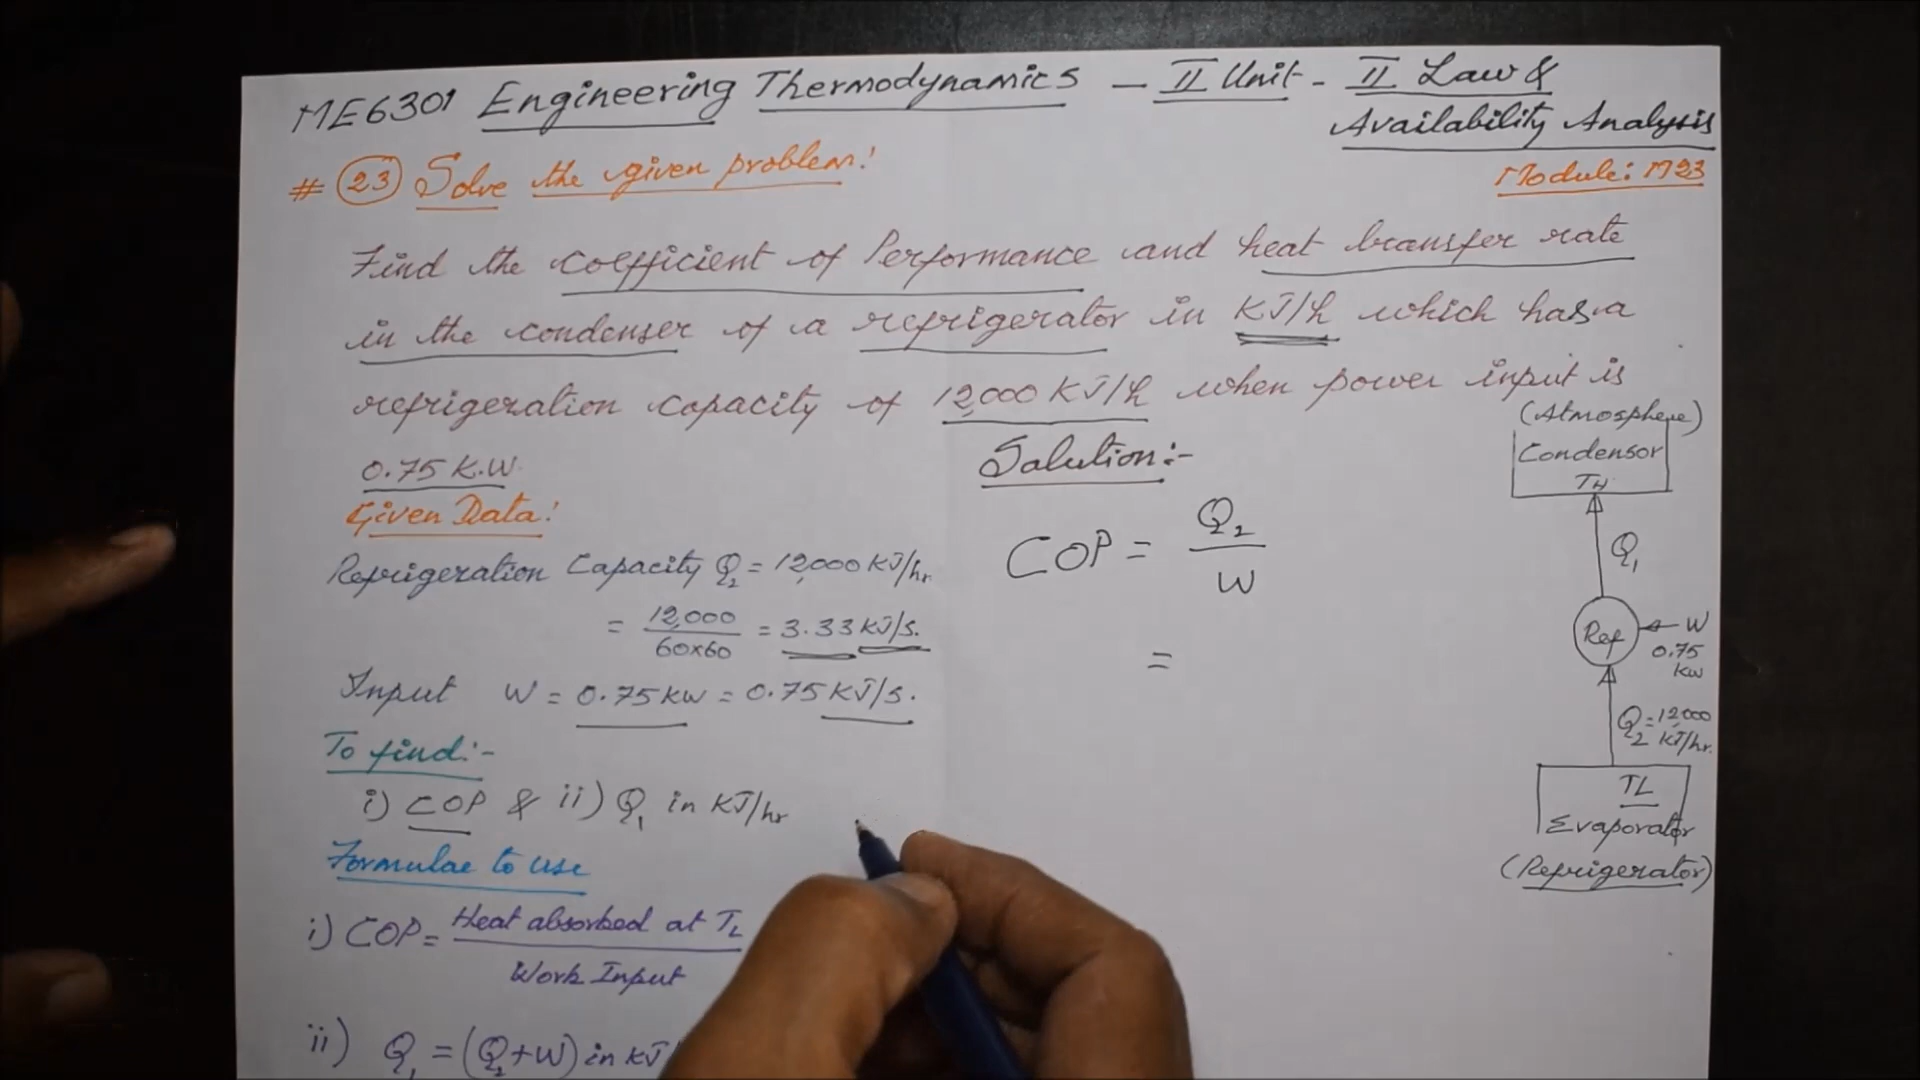 ME6301 Engineering Thermodynamics – II Unit - II Law &
Availability Analysis
# 23 Solve the given problem!
Module: M23
Find the coefficient of Performance and heat transfer rate
in the condenser of a refrigerator in KJ/h which has a
refrigeration capacity of 12,000 KJ/h when power input is
0.75 K.W.
Given Data:
Refrigeration Capacity Q2 = 12,000 KJ/hr
= 12,000 / 60x60 = 3.33 KJ/s.
Input W = 0.75 KW = 0.75 KJ/s.
To find:-
i) COP & ii) Q1 in KJ/hr
Formulae to use
i) COP = Heat absorbed at TL
Work Input
ii) Q1 = (Q2+W) in KJ/
Solution:-
COP = Q2
W
=
(Atmosphere)
Condensor
TH
Q1
Ref
W
0.75
KW
Q2 = 12,000
KJ/hr.
TL
Evaporator
(Refrigerator)